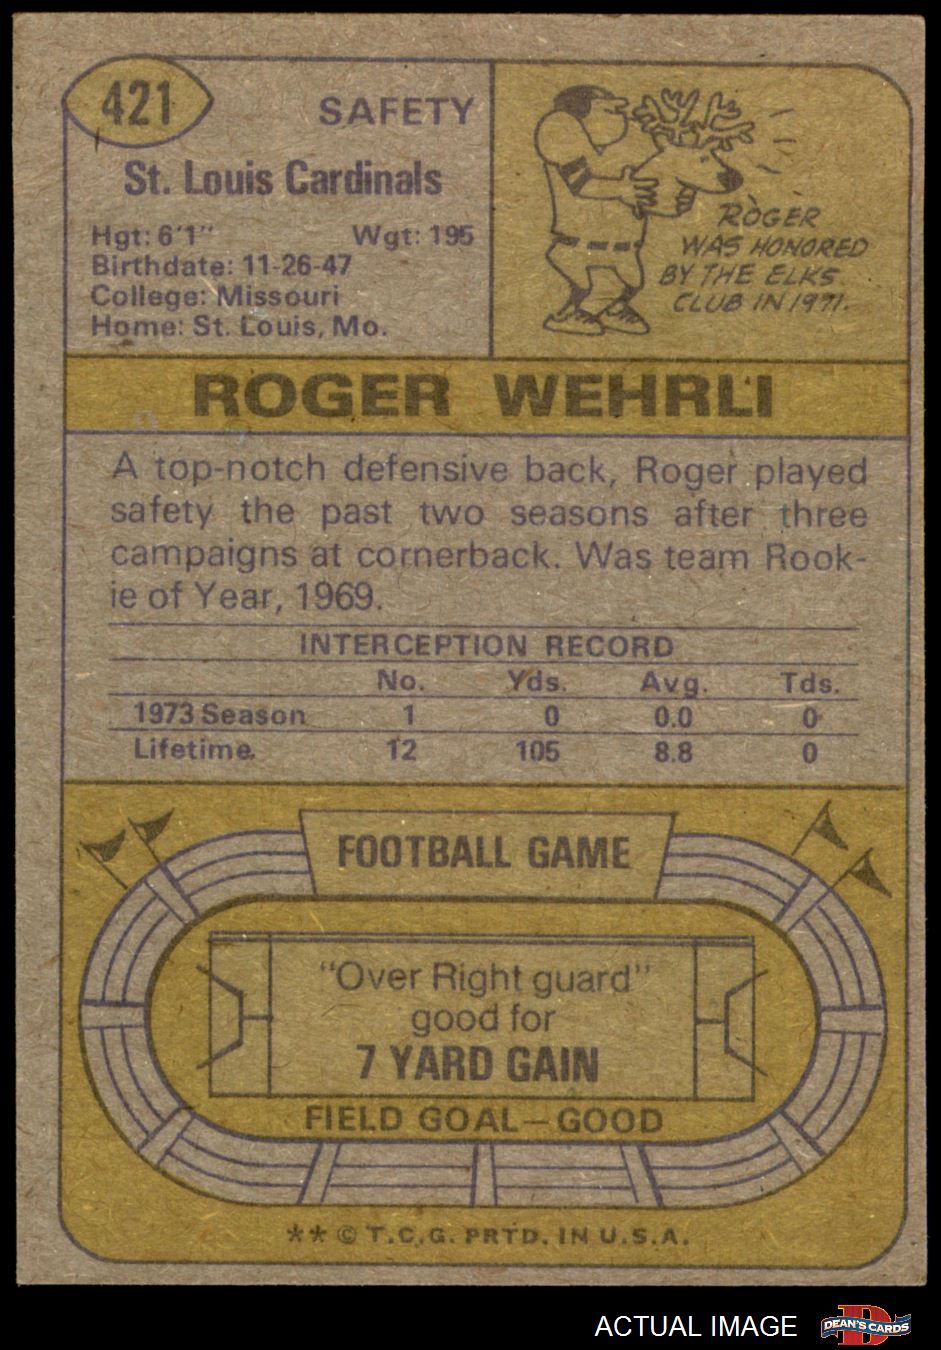 421
SAFETY
St. Louis Cardinals
Hgt: 6'1" Wgt: 195
Birthdate: 11-26-47
College: Missouri
Home: St. Louis, Mo.
ROGER
WAS HONORED
BY THE ELKS
CLUB IN 1971.
ROGER WEHRLI
A top-notch defensive back, Roger played
safety the past two seasons after three
campaigns at cornerback. Was team Rook-
ie of Year, 1969.
INTERCEPTION RECORD
No. Yds. Avg. Tds.
1973 Season 1 0 0.0 0
Lifetime. 12 105 8.8 0
FOOTBALL GAME
"Over Right guard"
good for
7 YARD GAIN
FIELD GOAL—GOOD
** © T.C.G. PRTD. IN U.S.A.
ACTUAL IMAGE
DEAN'S CARDS